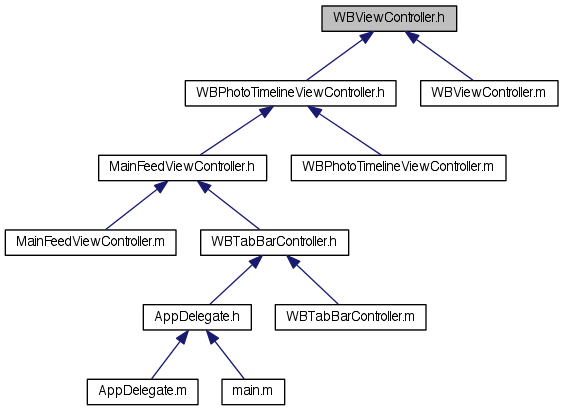 WBViewController.h
WBPhotoTimelineViewController.h
WBViewController.m
MainFeedViewController.h
WBPhotoTimelineViewController.m
MainFeedViewController.m
WBTabBarController.h
AppDelegate.h
WBTabBarController.m
AppDelegate.m
main.m